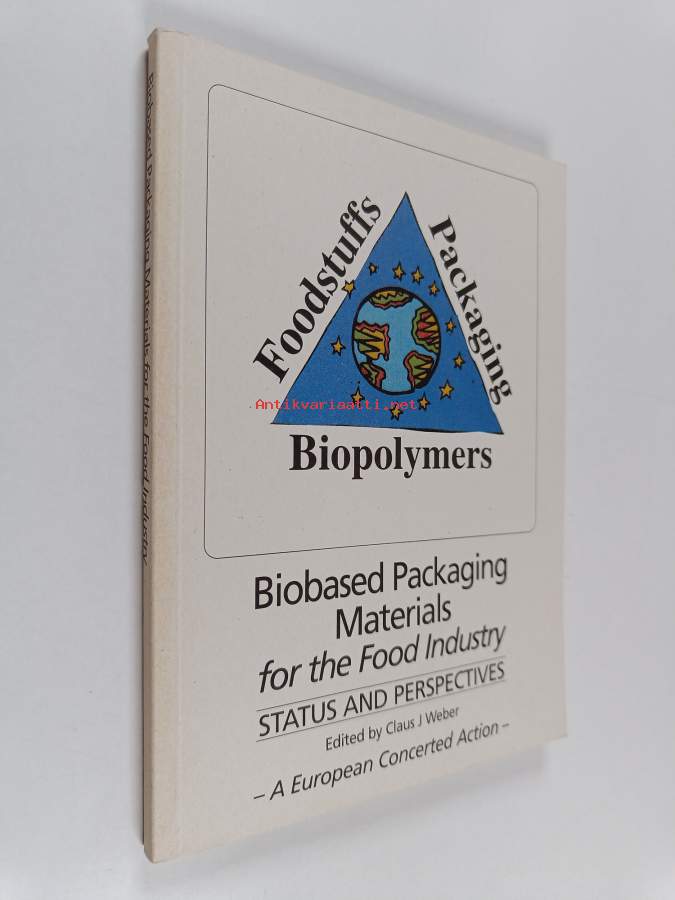 Biobased Packaging Materials for the Food Industry
Foodstuffs
Packaging
Antikvariaatti.net
Biopolymers
Biobased Packaging
Materials
for the Food Industry
STATUS AND PERSPECTIVES
Edited by Claus J Weber
– A European Concerted Action –